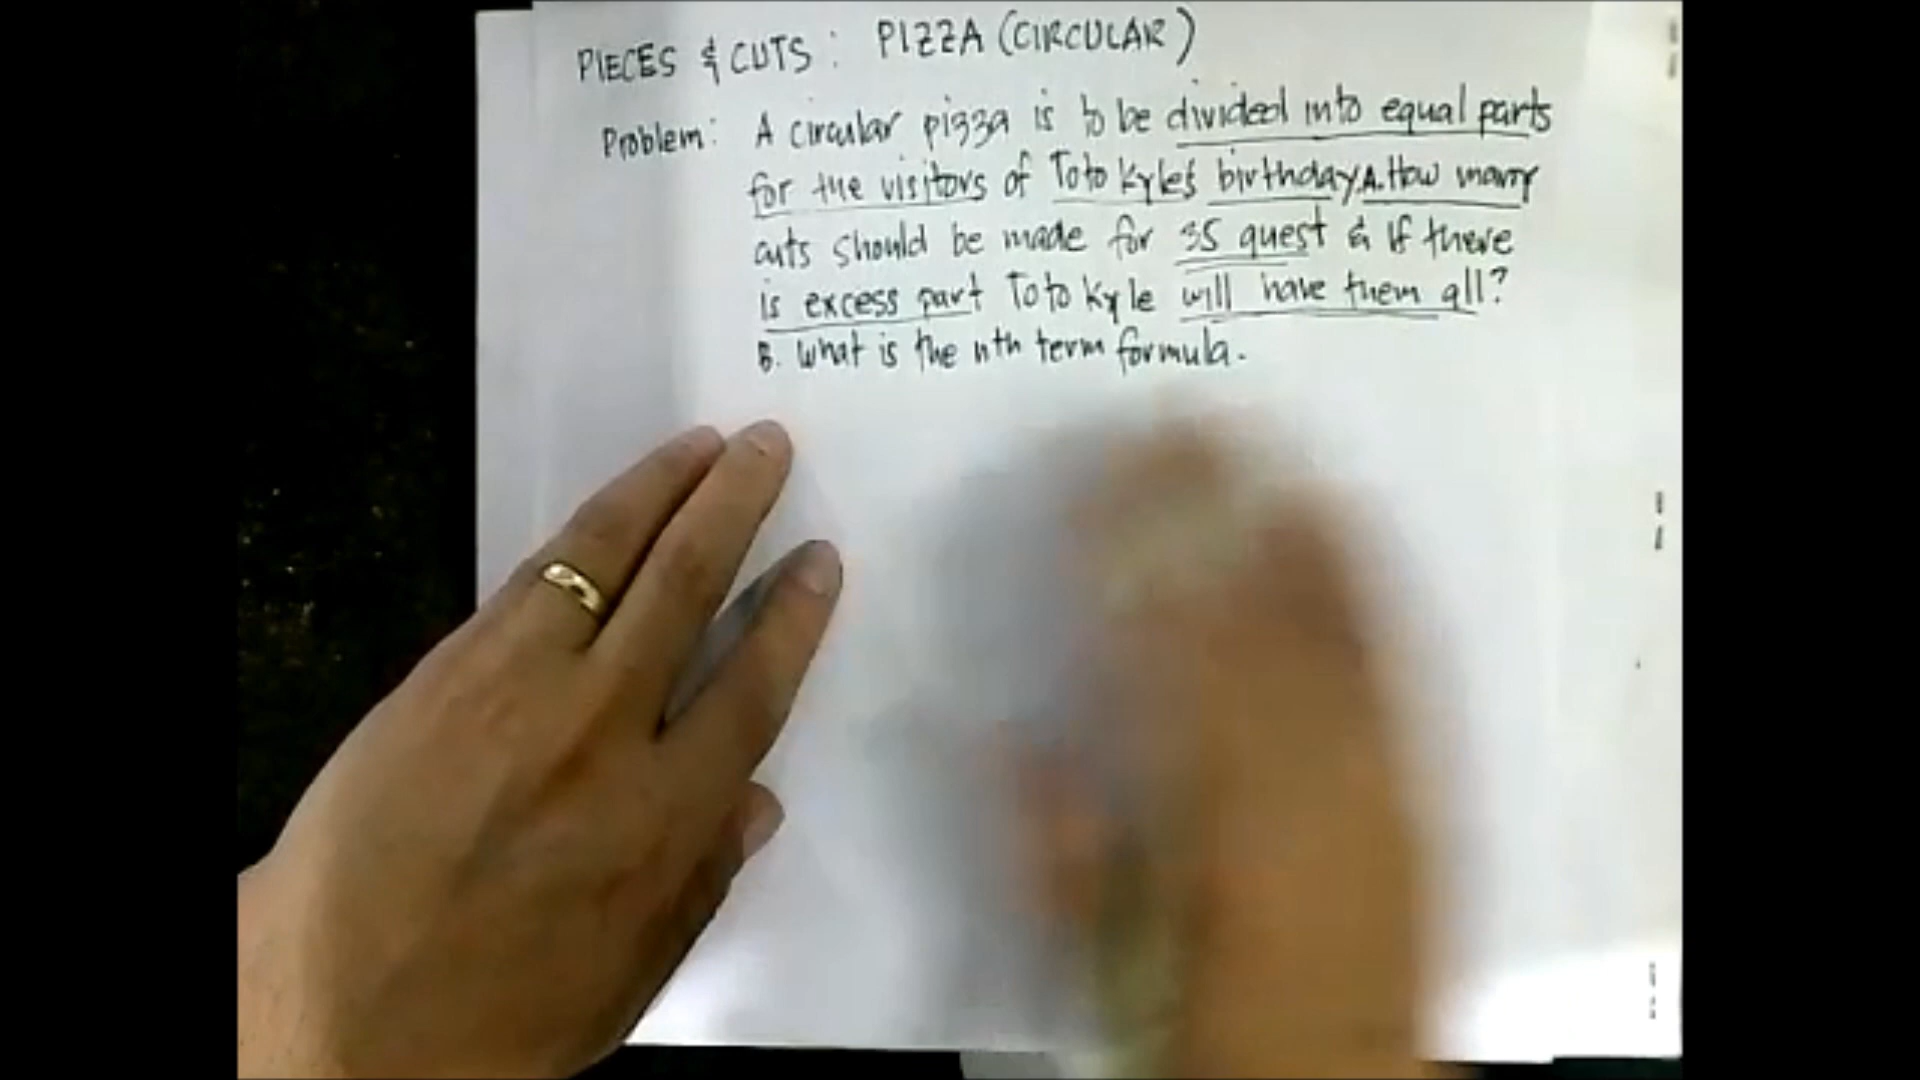 PIECES & CUTS: PIZZA (CIRCULAR)
Problem: A circular pizza is to be divided into equal parts
for the visitors of Toto Kyle's birthday. A. How many
cuts should be made for 35 guest & if there
is excess part Toto Kyle will have them all?
B. What is the nth term formula.